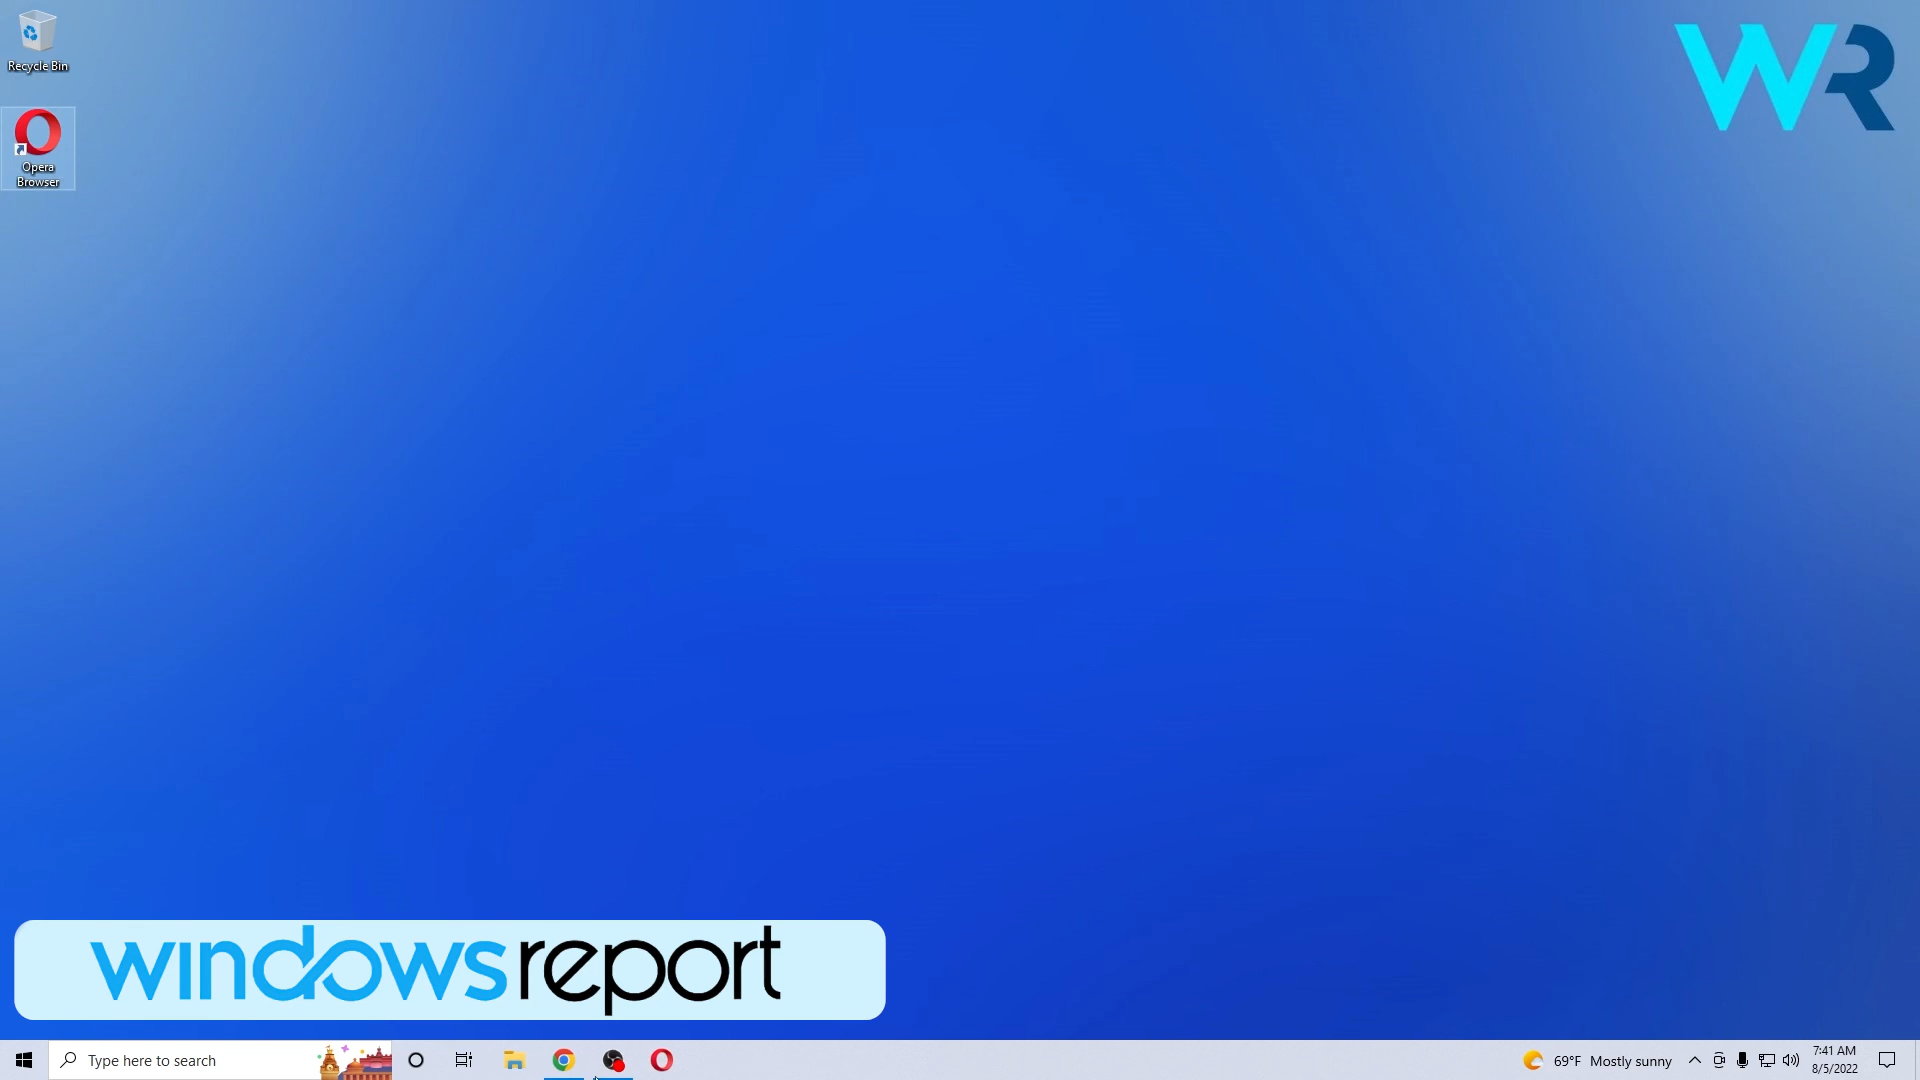 Recycle Bin
WR
Opera
Browser
windowsreport
Type here to search
69°F Mostly sunny
7:41 AM
8/5/2022